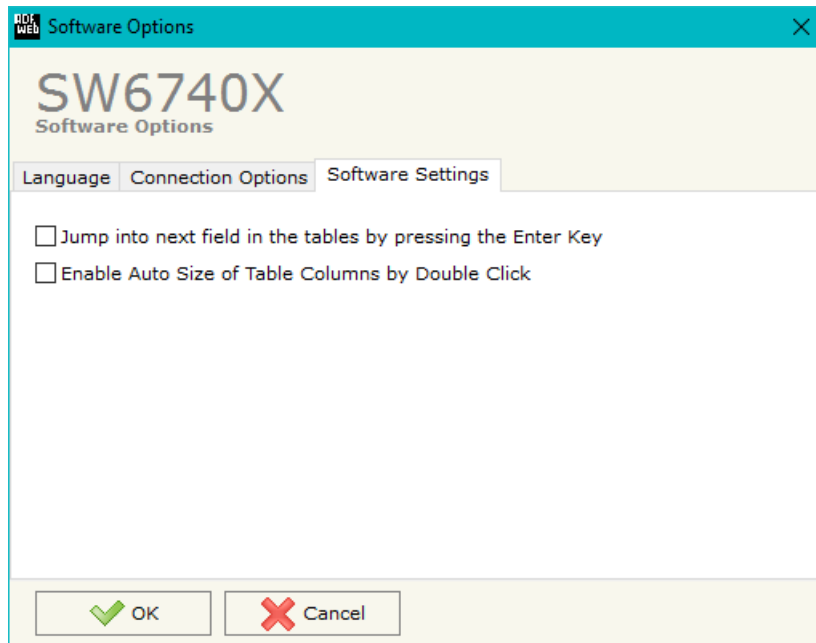 ADF
WEB Software Options
SW6740X
Software Options
Language Connection Options Software Settings
Jump into next field in the tables by pressing the Enter Key
Enable Auto Size of Table Columns by Double Click
OK Cancel